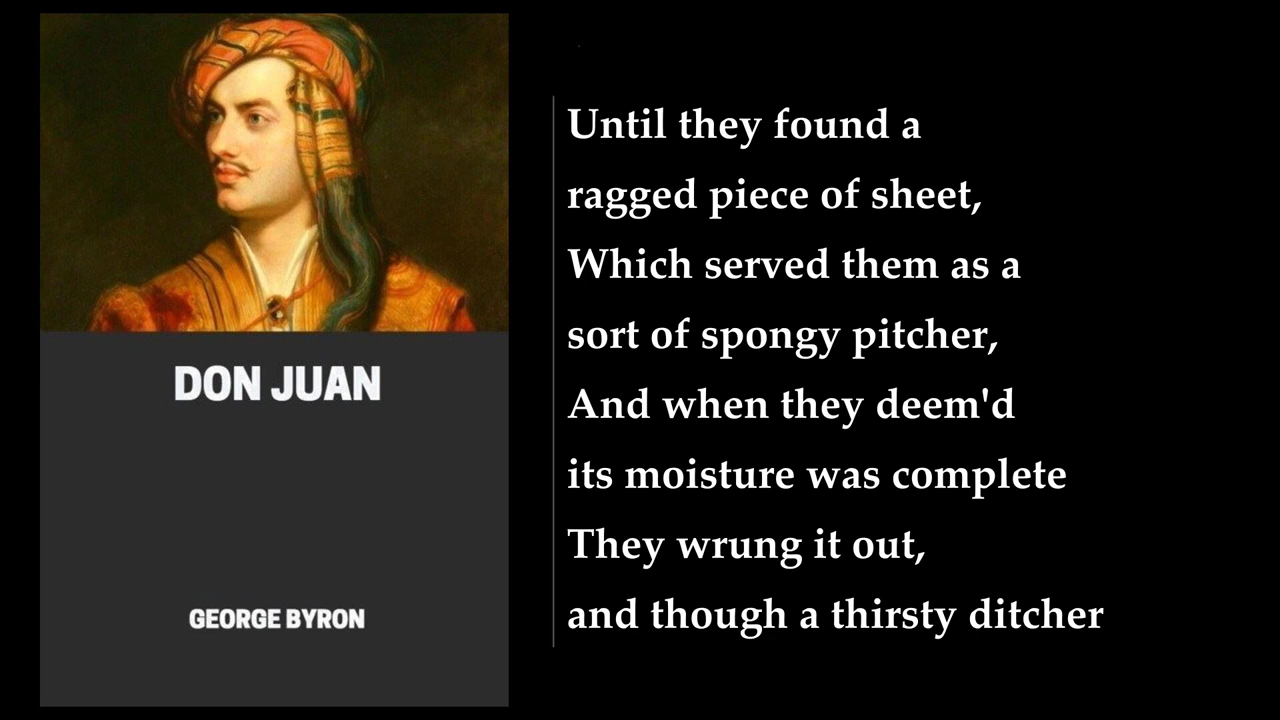 DON JUAN
GEORGE BYRON
Until they found a
ragged piece of sheet,
Which served them as a
sort of spongy pitcher,
And when they deem'd
its moisture was complete
They wrung it out,
and though a thirsty ditcher